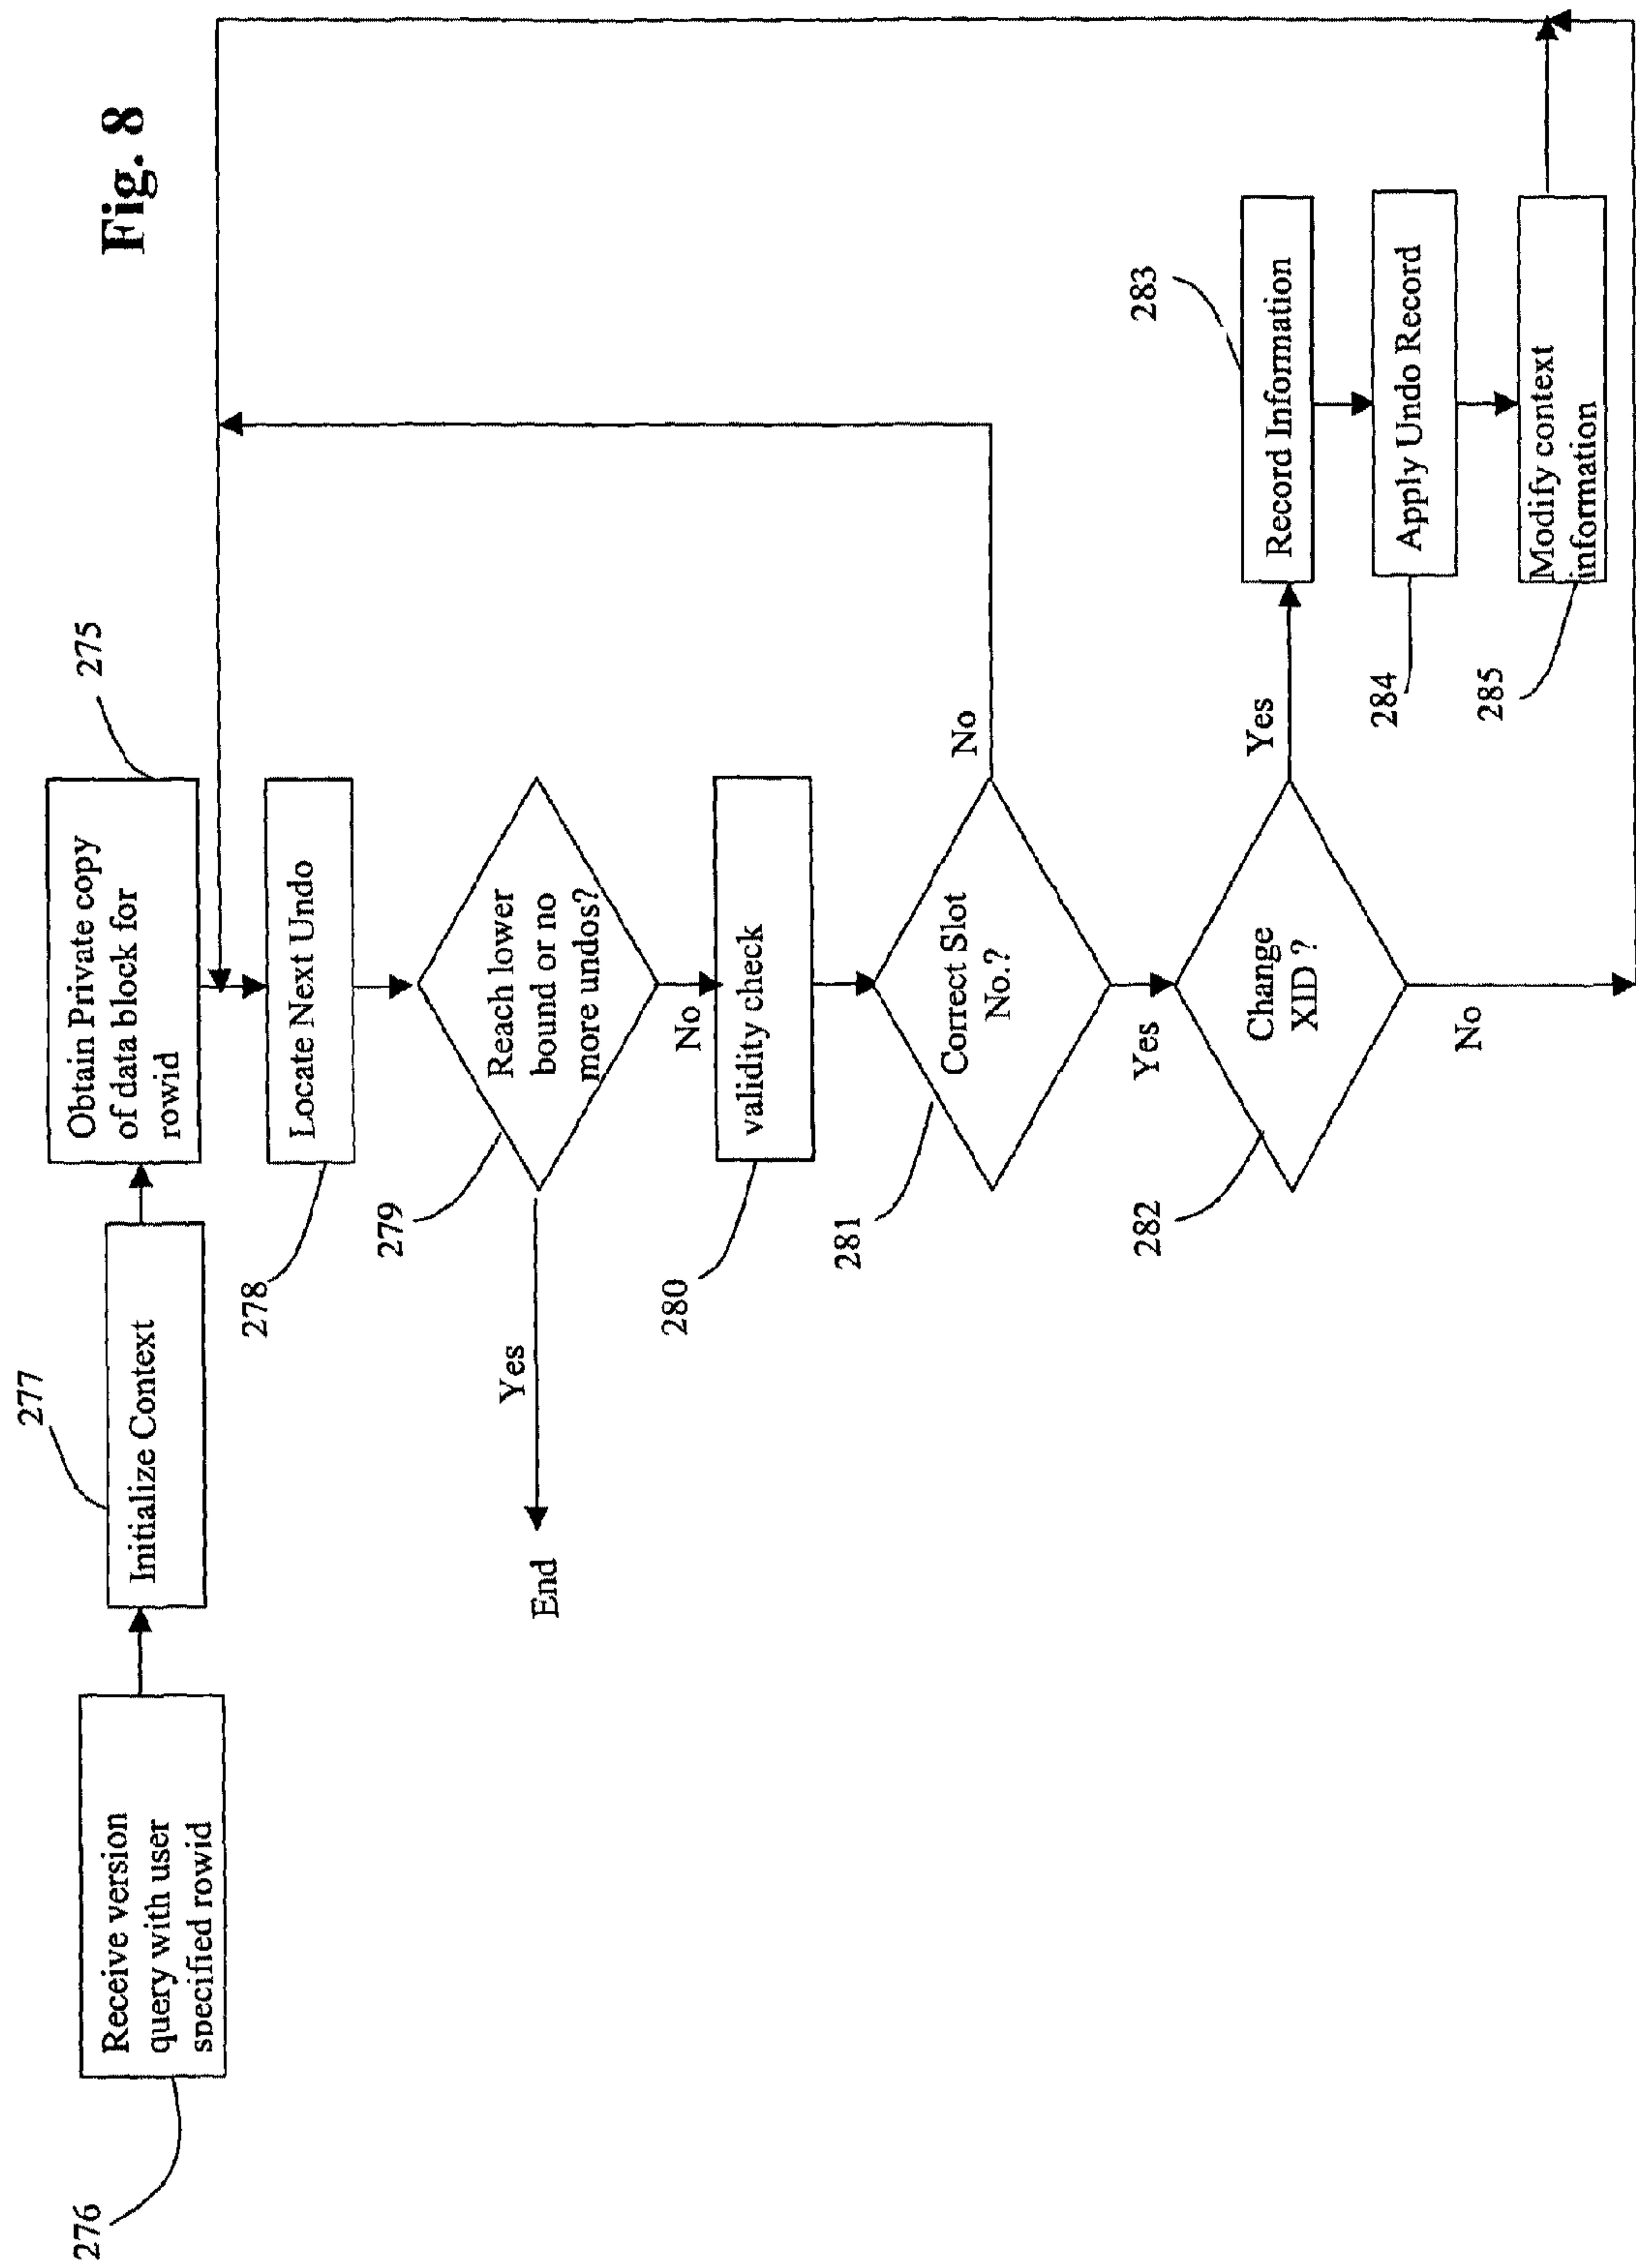 Fig. 8
276
Receive version
query with user
specified rowid
277
Initialize Context
275
Obtain Private copy
of data block for
rowid
278
Locate Next Undo
279
Reach lower
bound or no
more undos?
Yes
End
No
280
validity check
281
Correct Slot
No.?
No
Yes
282
Change
XID ?
Yes
No
283
Record Information
284
Apply Undo Record
285
Modify context
information